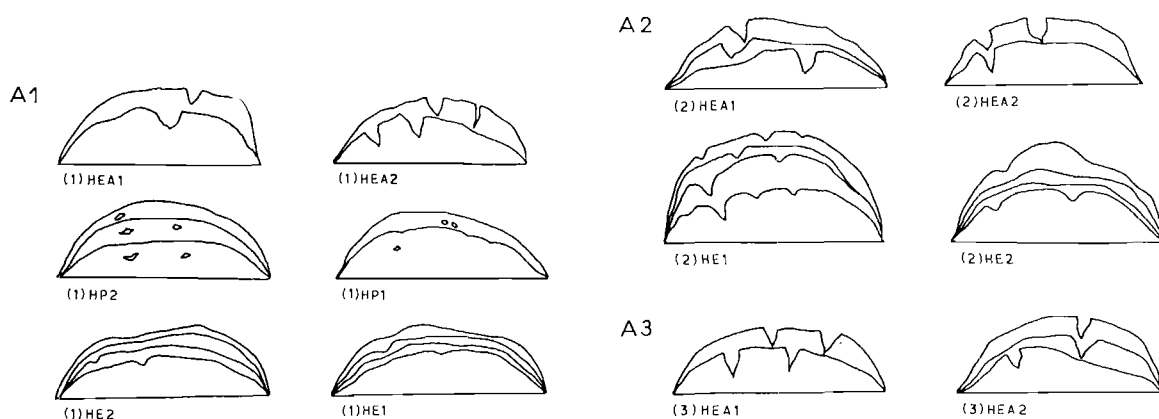 A1
(1)HEA1
(1)HEA2
(1)HP2
(1)HP1
(1)HE2
(1)HE1
A2
(2)HEA1
(2)HEA2
(2)HE1
(2)HE2
A3
(3)HEA1
(3)HEA2